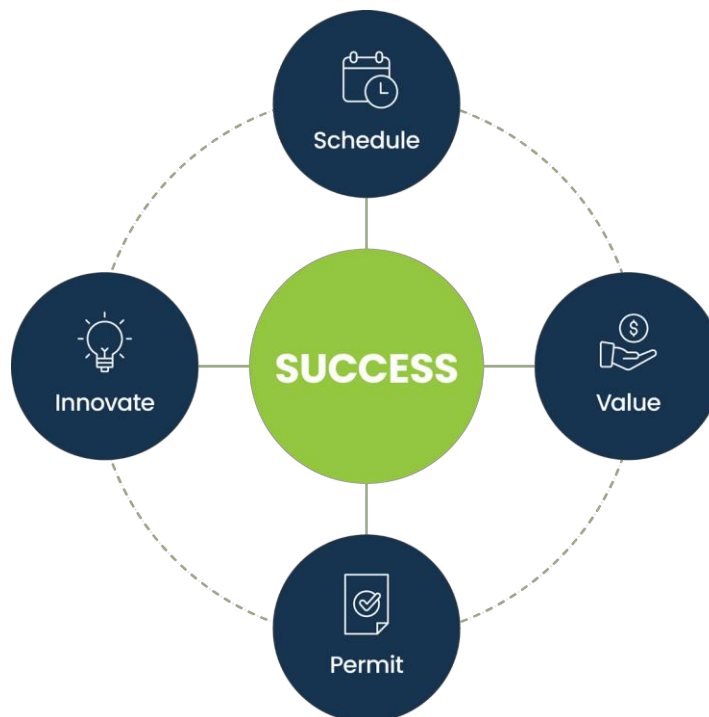 Schedule
Innovate
SUCCESS
Value
Permit
$